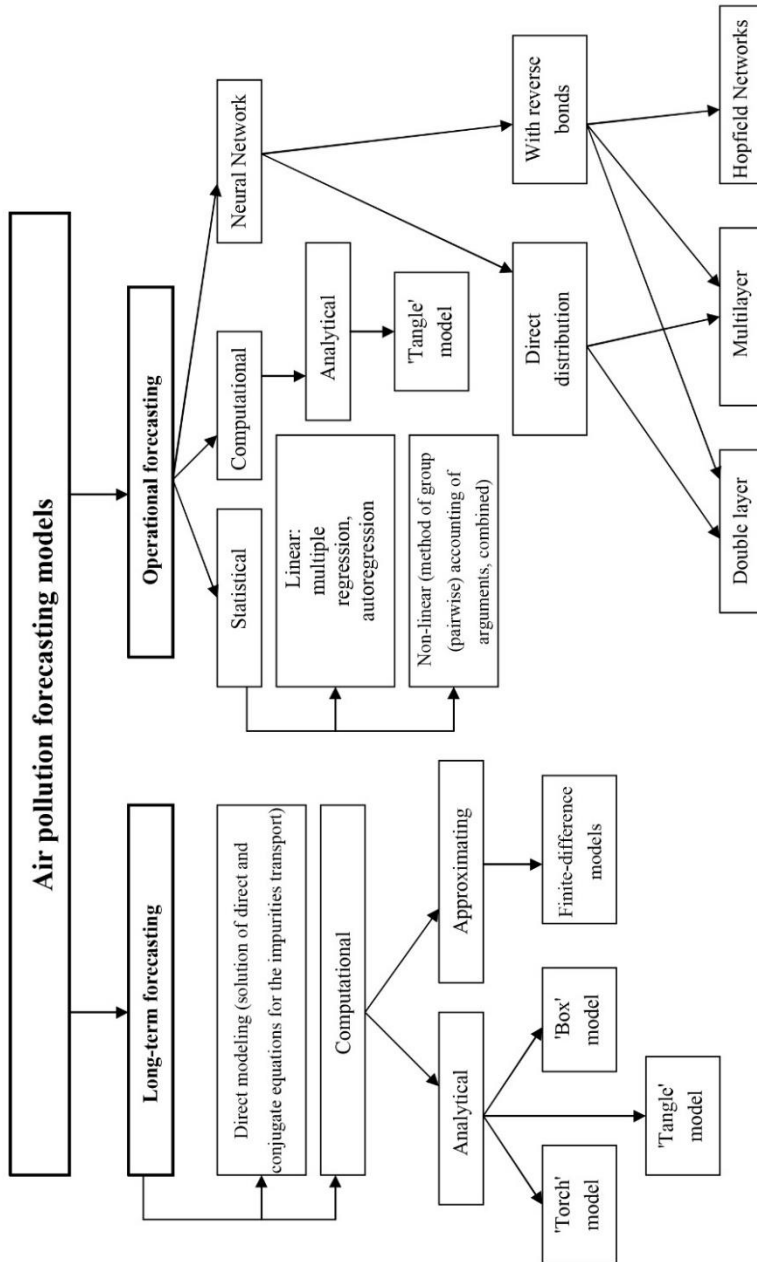 Air pollution forecasting models
Long-term forecasting
Direct modeling (solution of direct and
conjugate equations for the impurities transport)
Computational
Analytical
Approximating
'Torch'
model
'Tangle'
model
'Box'
model
Finite-difference
models
Operational forecasting
Statistical
Computational
Neural Network
Linear:
multiple
regression,
autoregression
Non-linear (method of group
(pairwise) accounting of
arguments, combined)
Analytical
'Tangle'
model
Direct
distribution
With reverse
bonds
Double layer
Multilayer
Hopfield Networks